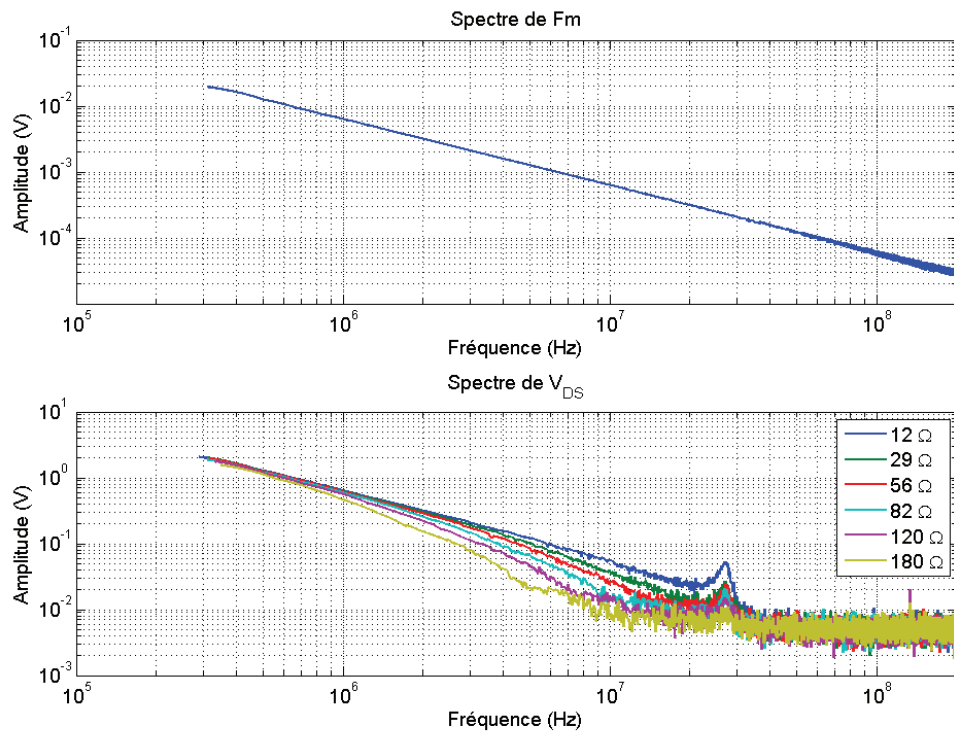 Spectre de Fm
10^-1
10^-2
10^-3
10^-4
Amplitude (V)
10^5 10^6 10^7 10^8
Fréquence (Hz)
Spectre de V_DS
10^1
10^0
10^-1
10^-2
10^-3
Amplitude (V)
12 Ω
29 Ω
56 Ω
82 Ω
120 Ω
180 Ω
10^5 10^6 10^7 10^8
Fréquence (Hz)